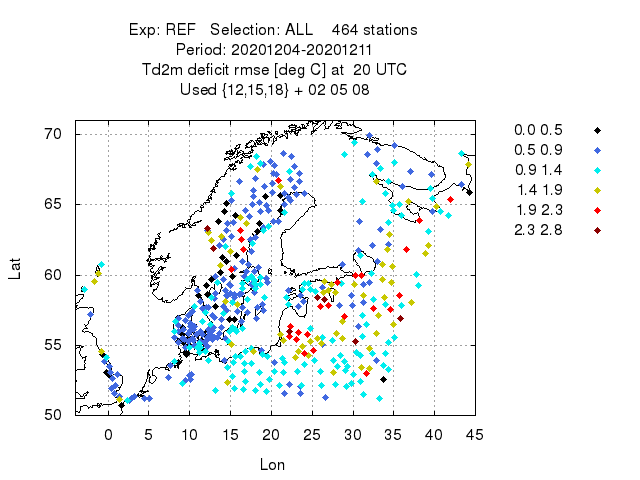 Exp: REF Selection: ALL 464 stations
Period: 20201204-20201211
Td2m deficit rmse [deg C] at 20 UTC
Used {12,15,18} + 02 05 08
70
65
60
55
50
Lat
0 5 10 15 20 25 30 35 40 45
Lon
0.0 0.5
0.5 0.9
0.9 1.4
1.4 1.9
1.9 2.3
2.3 2.8